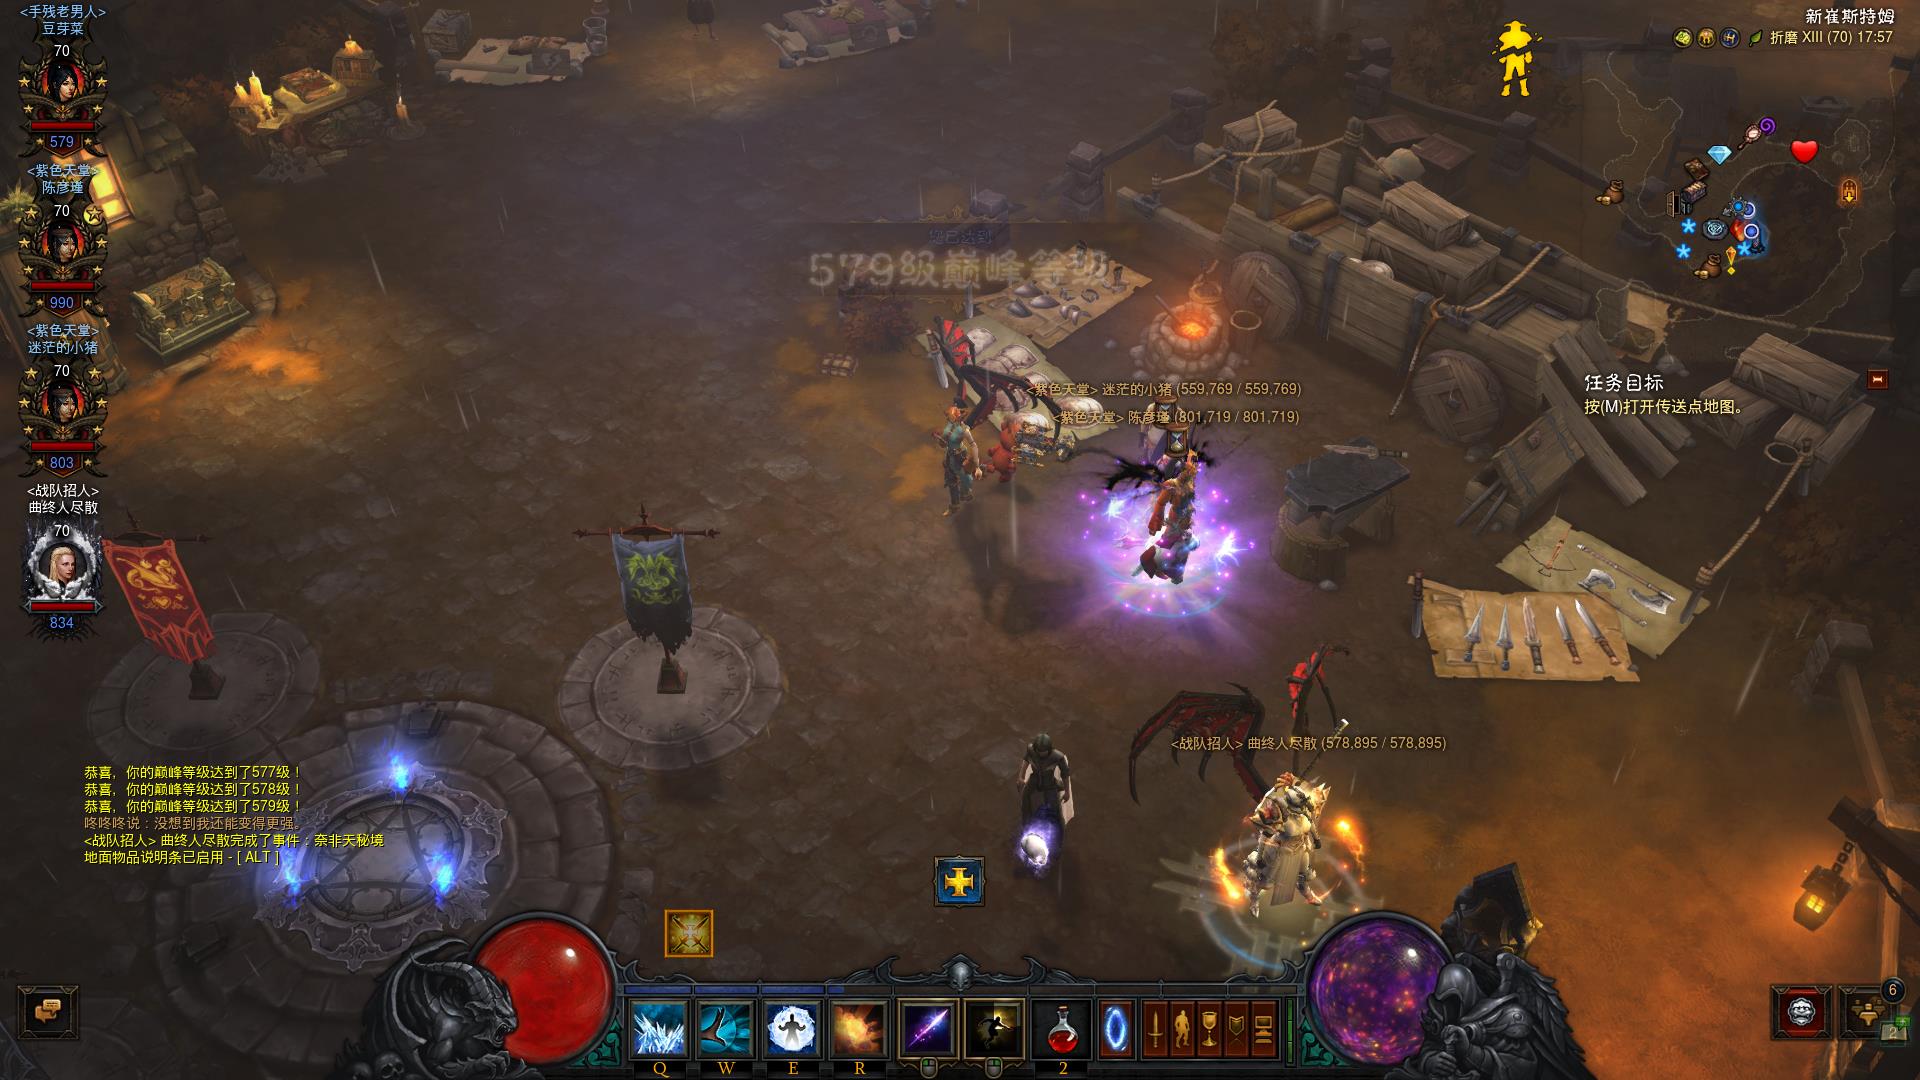 <手残老男人>
豆芽菜
70
579
<紫色天堂>
陈彦瑾
70
990
<紫色天堂>
迷茫的小猪
70
803
<战队招人>
曲终人尽散
70
834
新崔斯特姆
折磨 XIII (70) 17:57
您已达到
579级巅峰等级
<紫色天堂> 迷茫的小猪 (559,769 / 559,769)
<紫色天堂> 陈彦瑾 (801,719 / 801,719)
任务目标
按(M)打开传送点地图。
<战队招人> 曲终人尽散 (578,895 / 578,895)
恭喜，你的巅峰等级达到了577级！
恭喜，你的巅峰等级达到了578级！
恭喜，你的巅峰等级达到了579级！
咚咚咚说：没想到我还能变得更强。
<战队招人> 曲终人尽散完成了事件：奈非天秘境
地面物品说明条已启用 - [ ALT ]
Q W E R 2
6
2